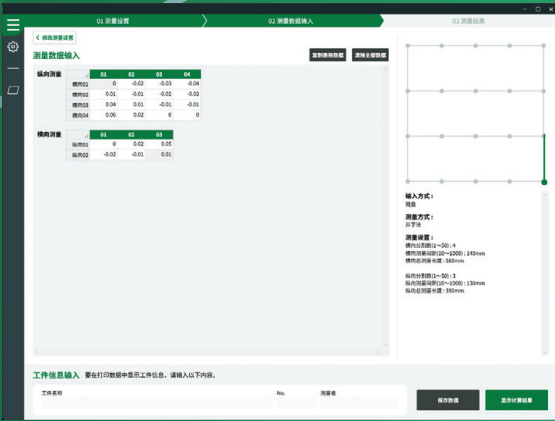 01 测量设置
02 测量数据输入
03 测量结果
< 修改测量设置
测量数据输入
复制表格数据
清除全部数据
纵向测量
01 02 03 04
横向01 0 -0.02 -0.03 -0.04
横向02 0.01 -0.01 -0.02 -0.02
横向03 0.04 0.01 -0.01 -0.01
横向04 0.06 0.02 0 0
横向测量
01 02 03
纵向01 0 0.02 0.05
纵向02 -0.02 -0.01 0.01
输入方式：
键盘
测量方式：
井字法
测量设置：
横向分割数(1～50)：4
横向测量间距(10～1000)：140mm
横向总测量长度：560mm
纵向分割数(1～50)：3
纵向测量间距(10～1000)：130mm
纵向总测量长度：390mm
工件信息输入 要在打印数据中显示工件信息，请输入以下内容。
工件名称
No.
测量者
保存数据
显示计算结果